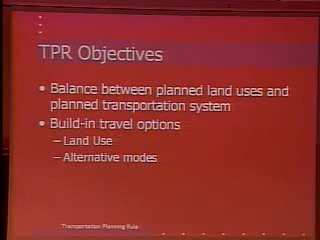 TPR Objectives
• Balance between planned land uses and
planned transportation system
• Build-in travel options
– Land Use
– Alternative modes
Transportation Planning Rule